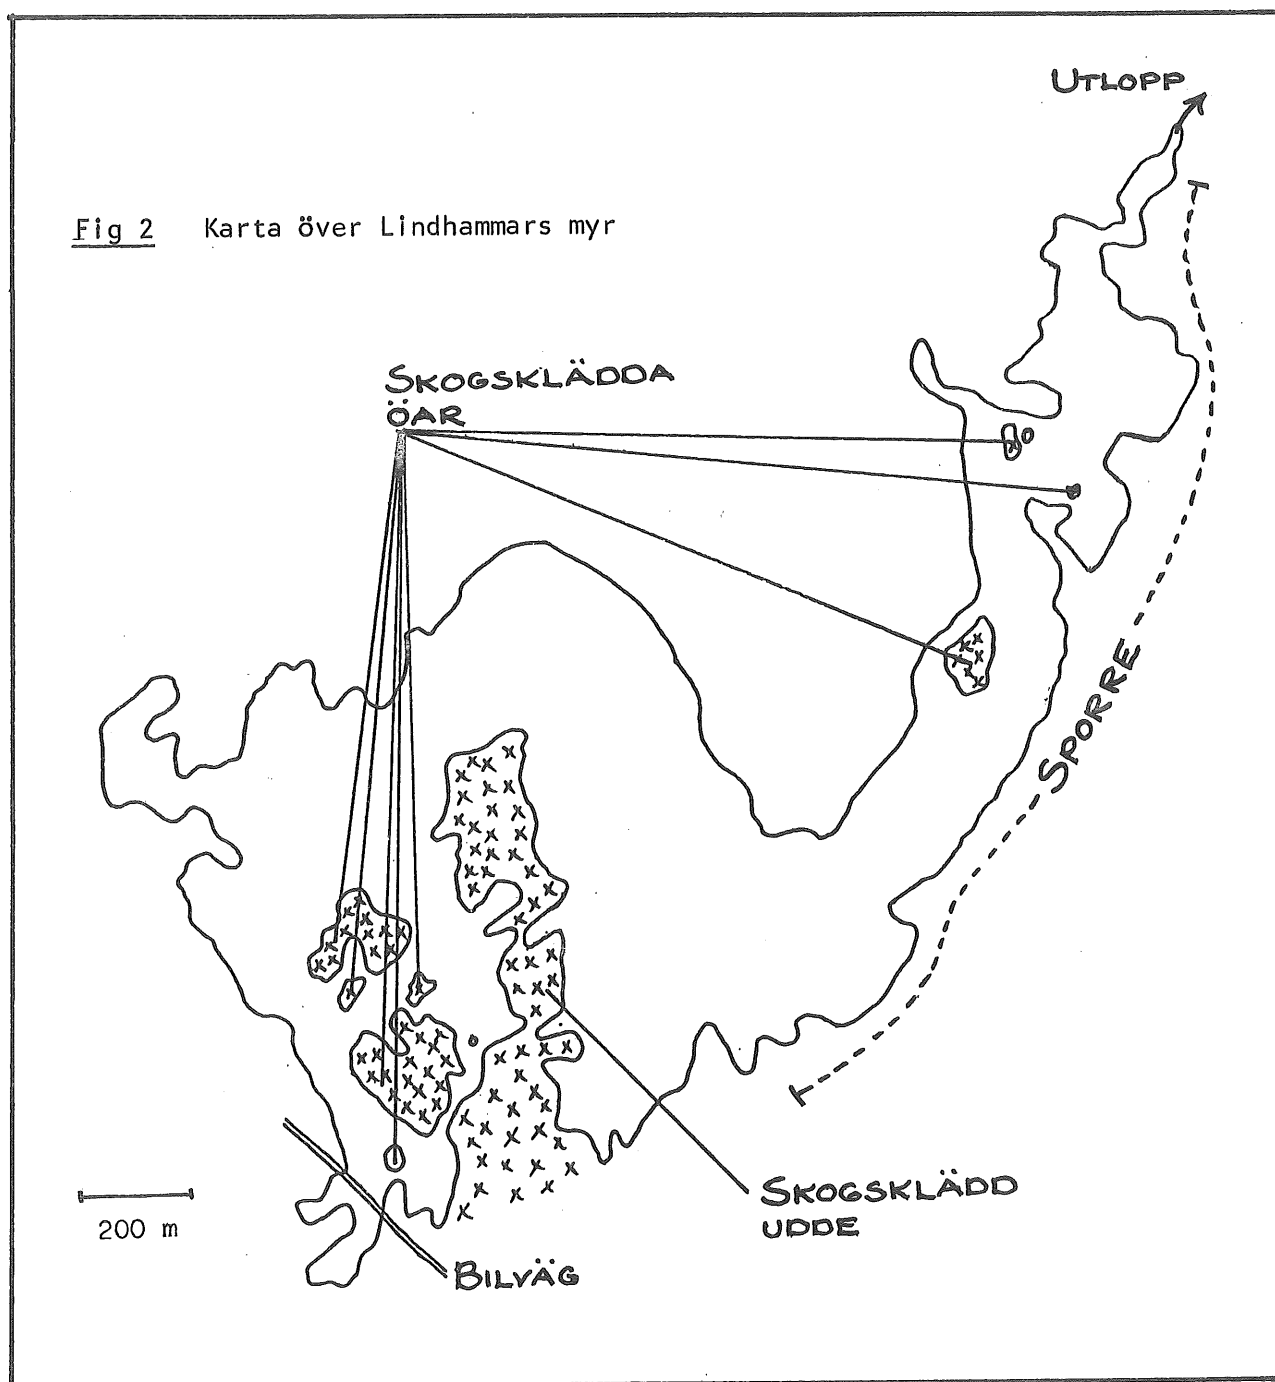 UTLOPP
Fig 2 Karta över Lindhammars myr
SKOGSKLÄDDA
ÖAR
SPORRE
SKOGSKLÄDD
UDDE
200 m
BILVÄG